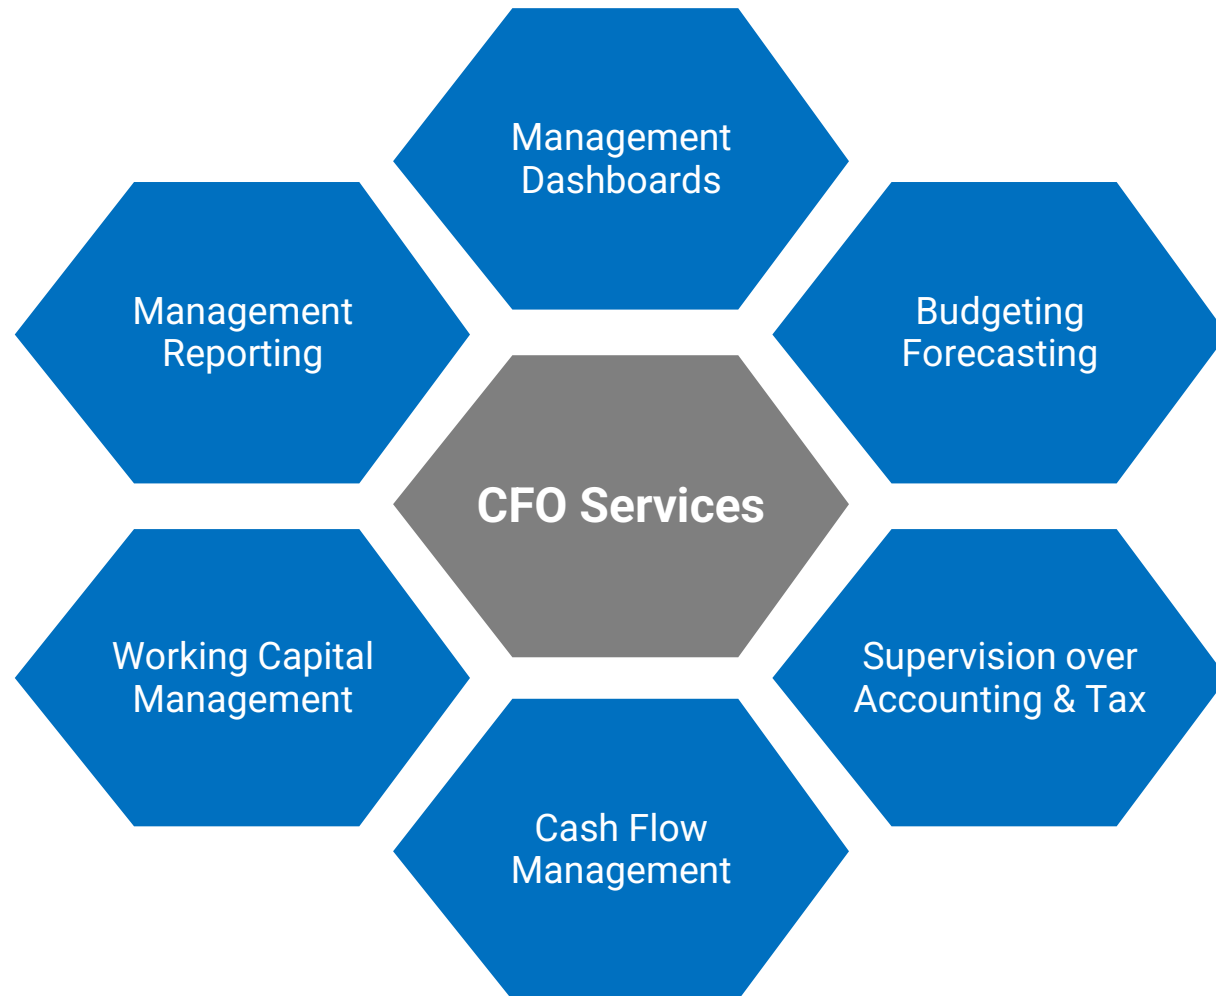 Management
Dashboards
Management
Reporting
Budgeting
Forecasting
CFO Services
Working Capital
Management
Supervision over
Accounting & Tax
Cash Flow
Management